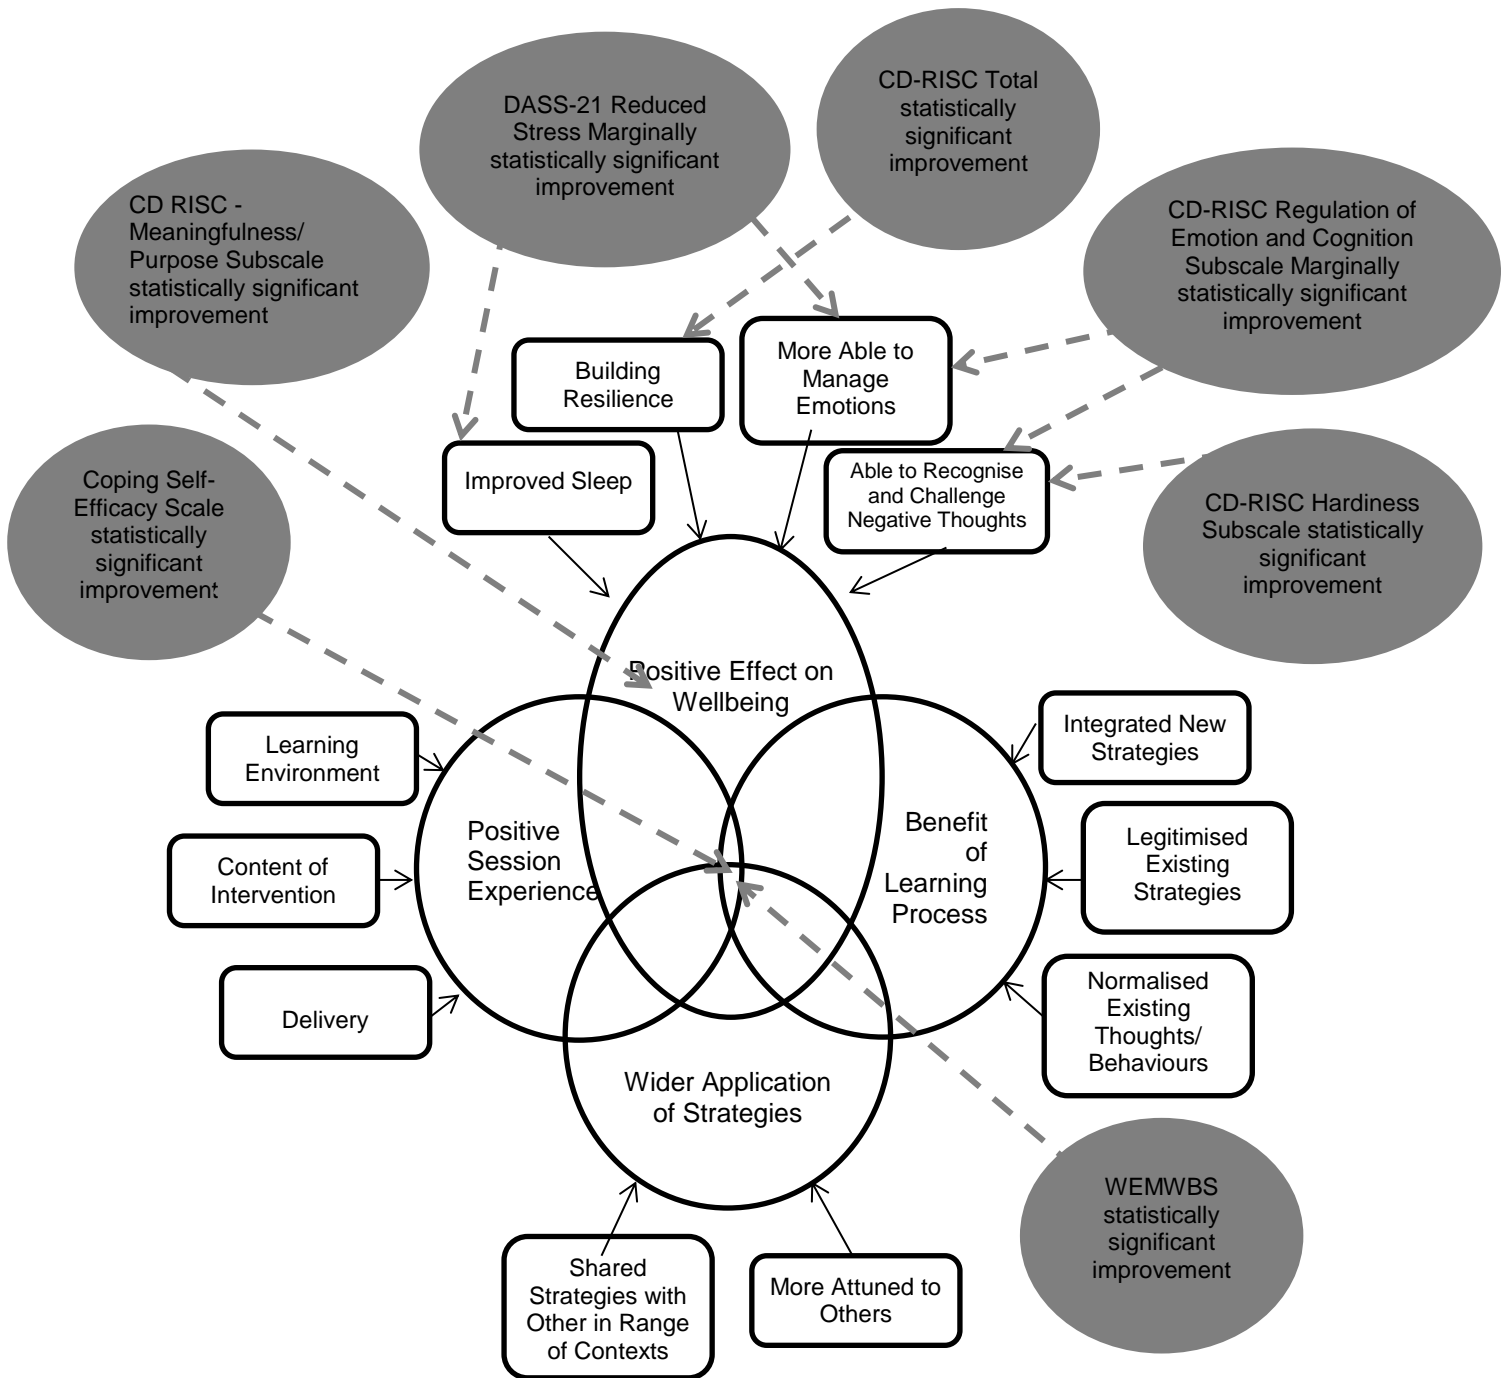 CD-RISC Total
statistically
significant
improvement
DASS-21 Reduced
Stress Marginally
statistically significant
improvement
CD RISC -
Meaningfulness/
Purpose Subscale
statistically significant
improvement
CD-RISC Regulation of
Emotion and Cognition
Subscale Marginally
statistically significant
improvement
Building
Resilience
More Able to
Manage
Emotions
Improved Sleep
Able to Recognise
and Challenge
Negative Thoughts
Coping Self-
Efficacy Scale
statistically
significant
improvement
CD-RISC Hardiness
Subscale statistically
significant
improvement
Positive Effect on
Wellbeing
Learning
Environment
Integrated New
Strategies
Positive
Session
Experience
Benefit
of
Learning
Process
Content of
Intervention
Legitimised
Existing
Strategies
Delivery
Normalised
Existing
Thoughts/
Behaviours
Wider Application
of Strategies
WEMWBS
statistically
significant
improvement
Shared
Strategies with
Other in Range
of Contexts
More Attuned to
Others